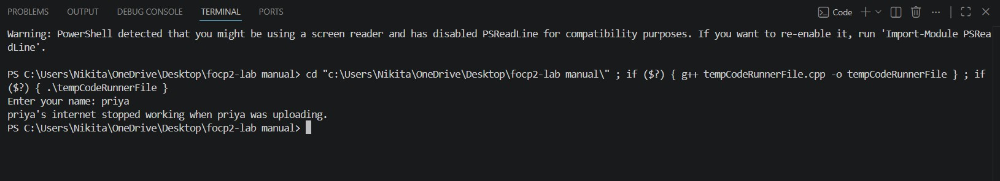 PROBLEMS OUTPUT DEBUG CONSOLE TERMINAL PORTS Code
Warning: PowerShell detected that you might be using a screen reader and has disabled PSReadLine for compatibility purposes. If you want to re-enable it, run 'Import-Module PSRea
dLine'.
PS C:\Users\Nikita\OneDrive\Desktop\focp2-lab manual> cd "c:\Users\Nikita\OneDrive\Desktop\focp2-lab manual\" ; if ($?) { g++ tempCodeRunnerFile.cpp -o tempCodeRunnerFile } ; if
($?) { .\tempCodeRunnerFile }
Enter your name: priya
priya's internet stopped working when priya was uploading.
PS C:\Users\Nikita\OneDrive\Desktop\focp2-lab manual>